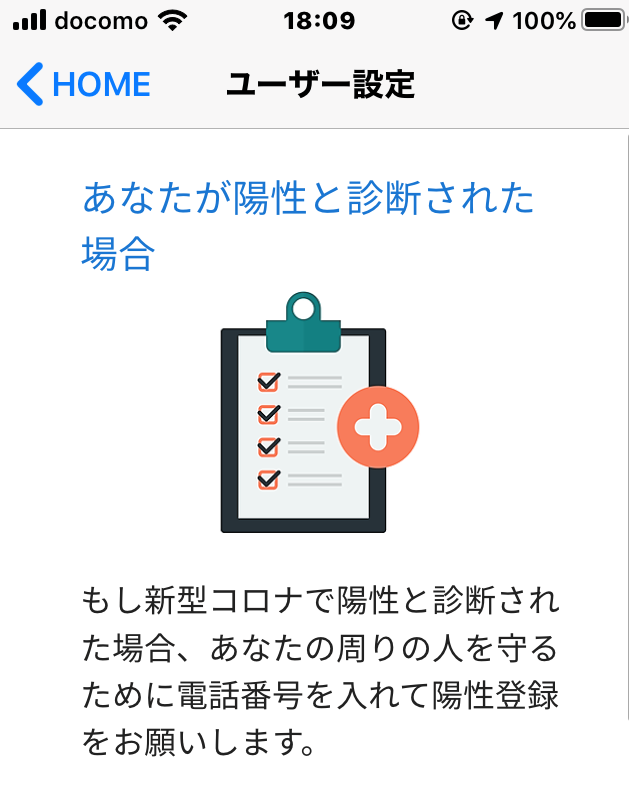 docomo 18:09 100%
HOME ユーザー設定
あなたが陽性と診断された
場合
もし新型コロナで陽性と診断され
た場合、あなたの周りの人を守る
ために電話番号を入れて陽性登録
をお願いします。